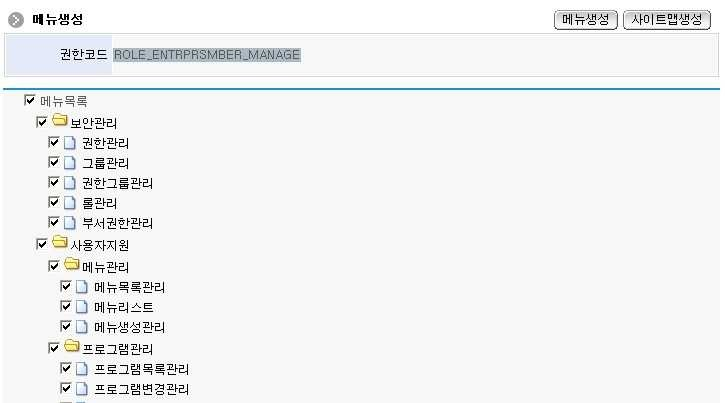 메뉴생성 메뉴생성 사이트맵생성
권한코드 ROLE_ENTRPRSMBER_MANAGE
메뉴목록
보안관리
권한관리
그룹관리
권한그룹관리
롤관리
부서권한관리
사용자지원
메뉴관리
메뉴목록관리
메뉴리스트
메뉴생성관리
프로그램관리
프로그램목록관리
프로그램변경관리